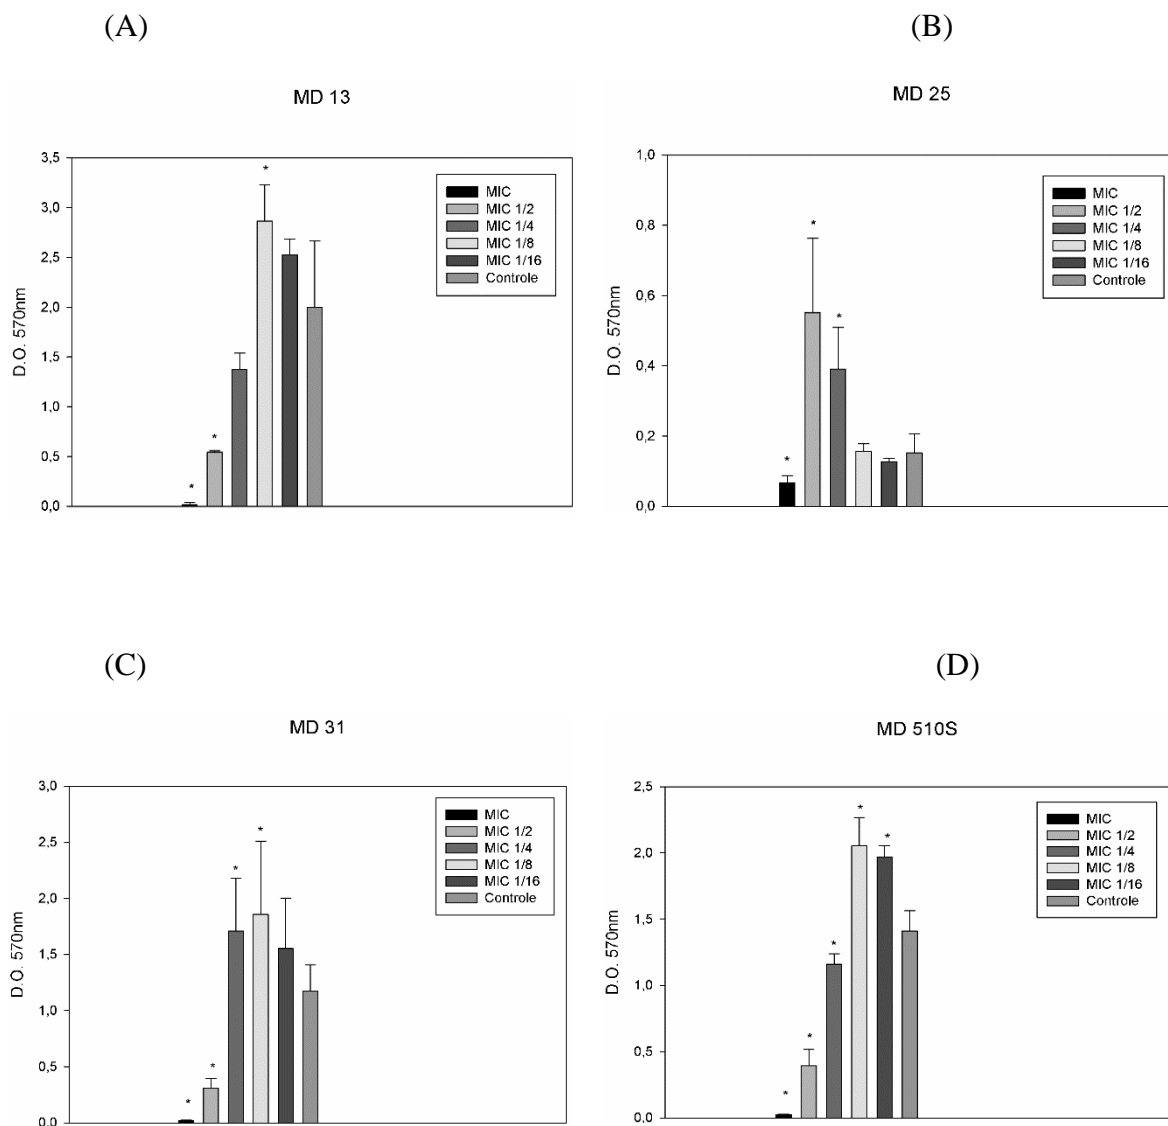 (A)
(B)
MD 13
D.O. 570nm
3,5
3,0
2,5
2,0
1,5
1,0
0,5
0,0
*
*
*
MIC
MIC 1/2
MIC 1/4
MIC 1/8
MIC 1/16
Controle
MD 25
D.O. 570nm
1,0
0,8
0,6
0,4
0,2
0,0
*
*
*
MIC
MIC 1/2
MIC 1/4
MIC 1/8
MIC 1/16
Controle
(C)
(D)
MD 31
D.O. 570nm
3,0
2,5
2,0
1,5
1,0
0,5
0,0
*
*
*
*
MIC
MIC 1/2
MIC 1/4
MIC 1/8
MIC 1/16
Controle
MD 510S
D.O. 570nm
2,5
2,0
1,5
1,0
0,5
0,0
*
*
*
*
*
MIC
MIC 1/2
MIC 1/4
MIC 1/8
MIC 1/16
Controle